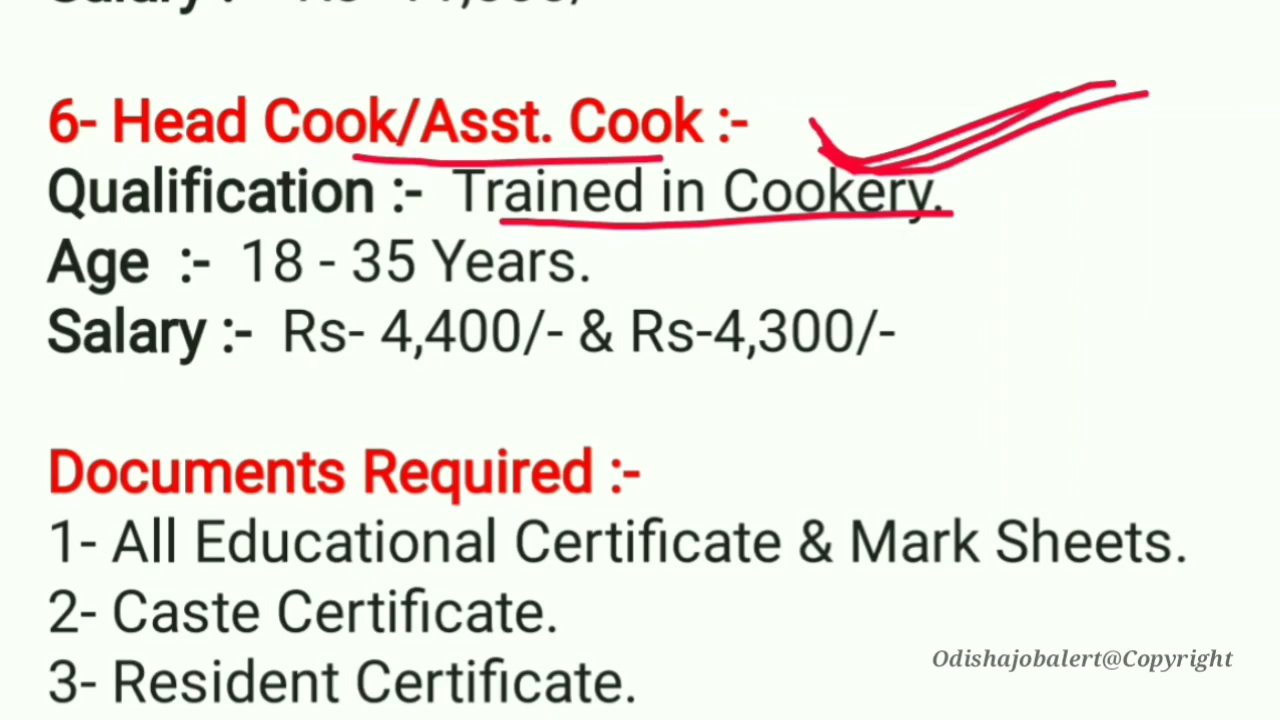 6- Head Cook/Asst. Cook :-
Qualification :- Trained in Cookery.
Age :- 18 - 35 Years.
Salary :- Rs- 4,400/- & Rs-4,300/-
Documents Required :-
1- All Educational Certificate & Mark Sheets.
2- Caste Certificate.
3- Resident Certificate.
Odishajobalert@Copyright